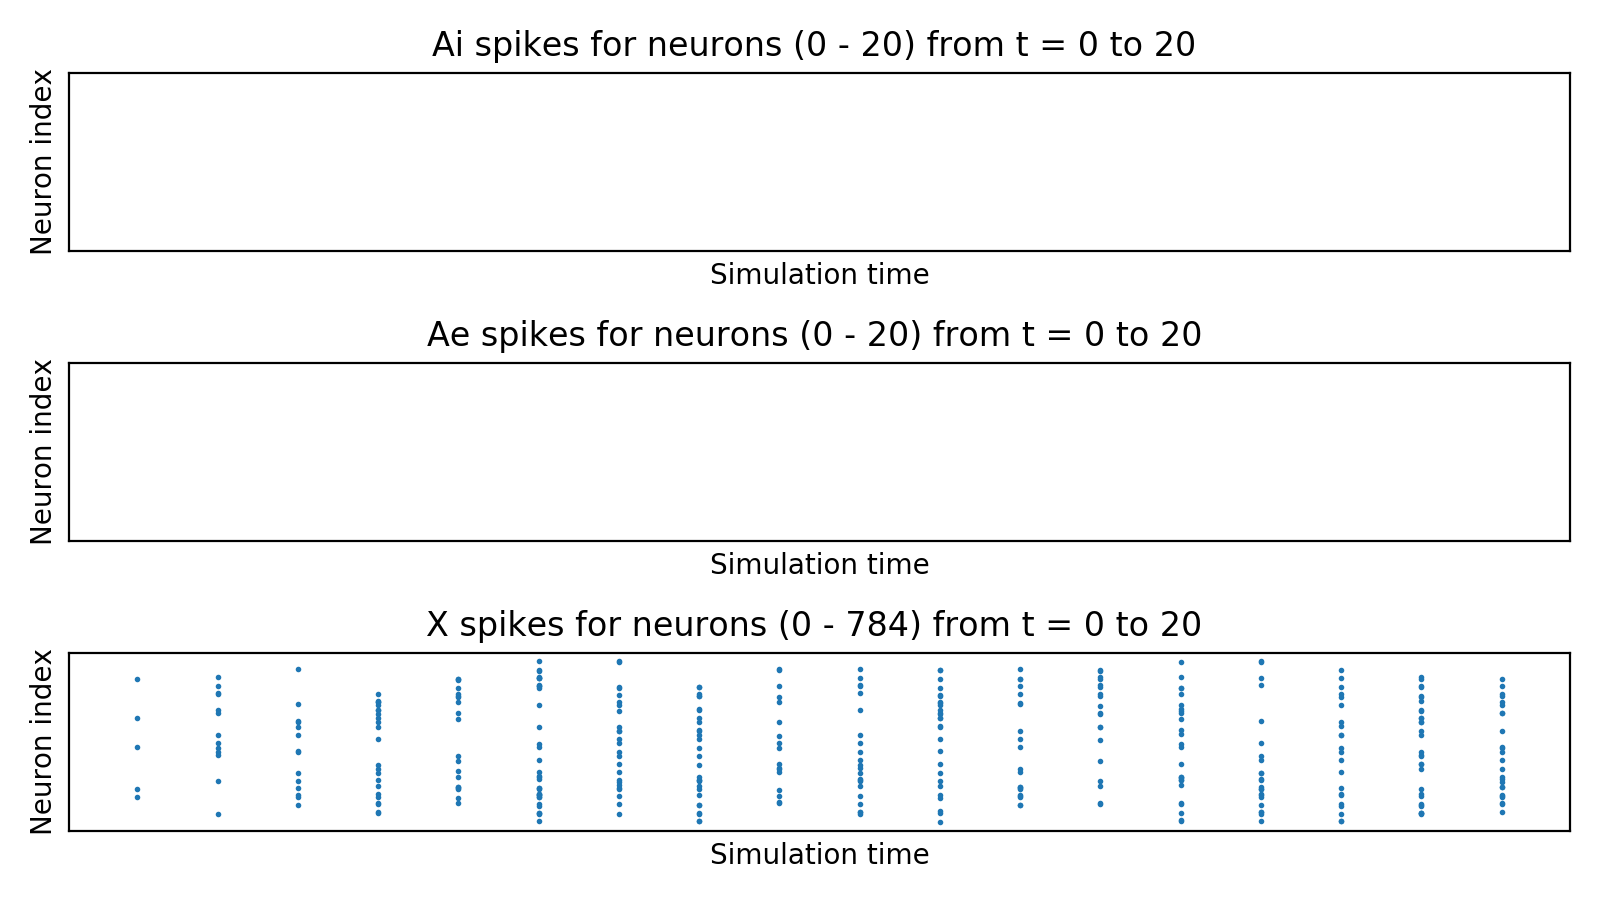 Ai spikes for neurons (0 - 20) from t = 0 to 20
Neuron index
Simulation time
Ae spikes for neurons (0 - 20) from t = 0 to 20
Neuron index
Simulation time
X spikes for neurons (0 - 784) from t = 0 to 20
Neuron index
Simulation time